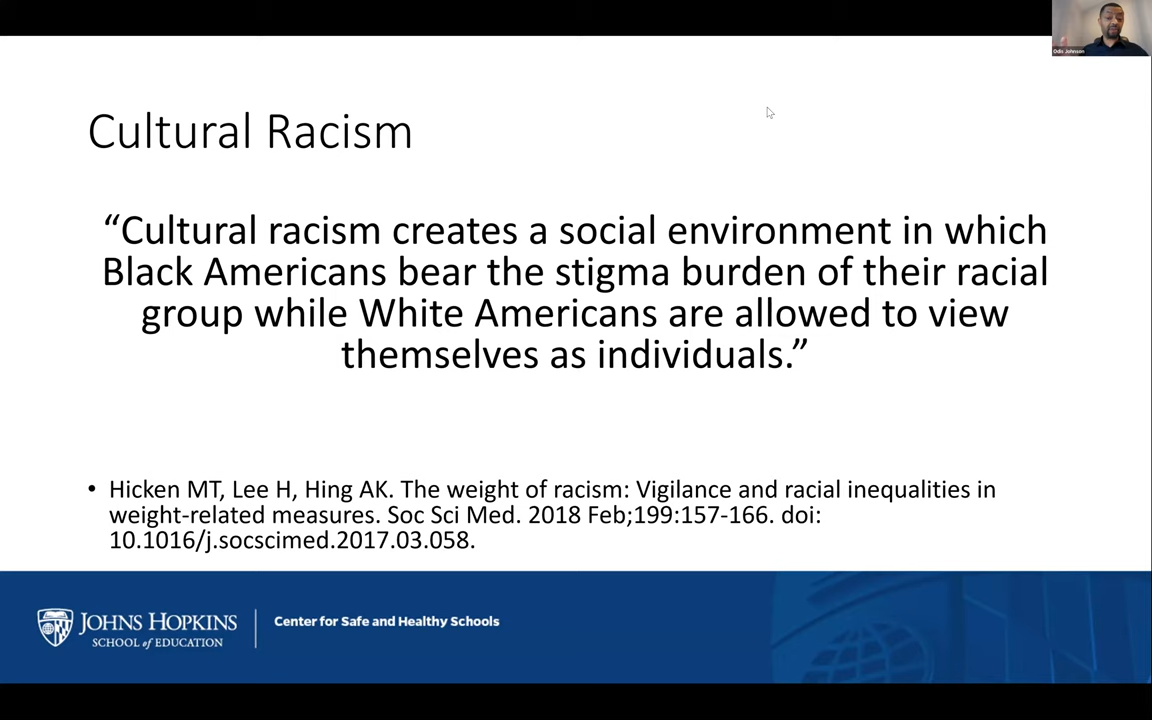 Odis Johnson
Cultural Racism
“Cultural racism creates a social environment in which
Black Americans bear the stigma burden of their racial
group while White Americans are allowed to view
themselves as individuals.”
• Hicken MT, Lee H, Hing AK. The weight of racism: Vigilance and racial inequalities in
weight-related measures. Soc Sci Med. 2018 Feb;199:157-166. doi:
10.1016/j.socscimed.2017.03.058.
JOHNS HOPKINS
SCHOOL of EDUCATION
Center for Safe and Healthy Schools